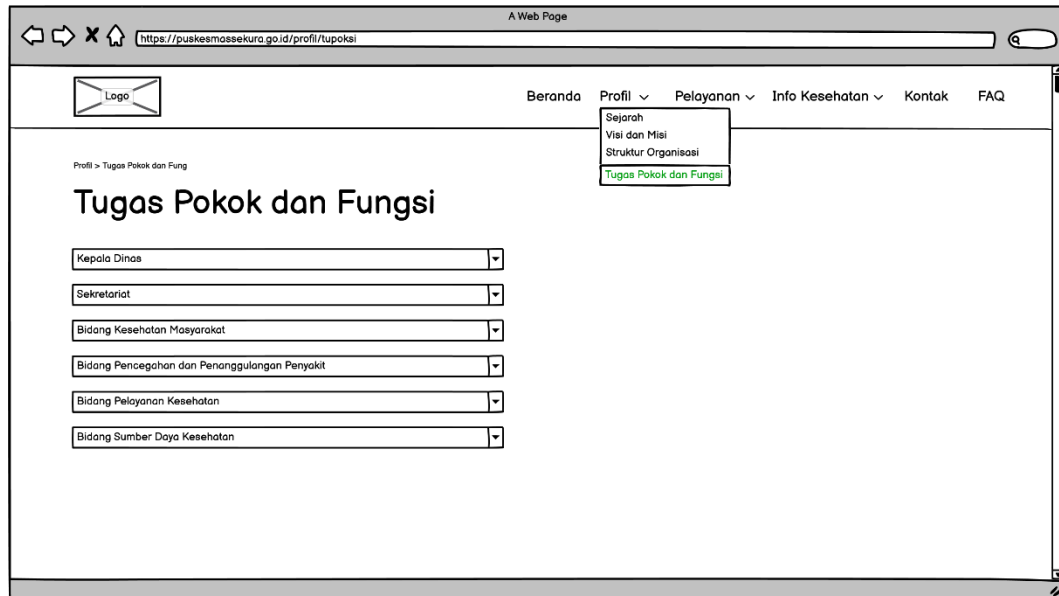 A Web Page
https://puskesmassekura.go.id/profil/tupoksi
Logo
Beranda Profil Pelayanan Info Kesehatan Kontak FAQ
Sejarah
Visi dan Misi
Struktur Organisasi
Tugas Pokok dan Fungsi
Profil > Tugas Pokok dan Fung
Tugas Pokok dan Fungsi
Kepala Dinas
Sekretariat
Bidang Kesehatan Masyarakat
Bidang Pencegahan dan Penanggulangan Penyakit
Bidang Pelayanan Kesehatan
Bidang Sumber Daya Kesehatan